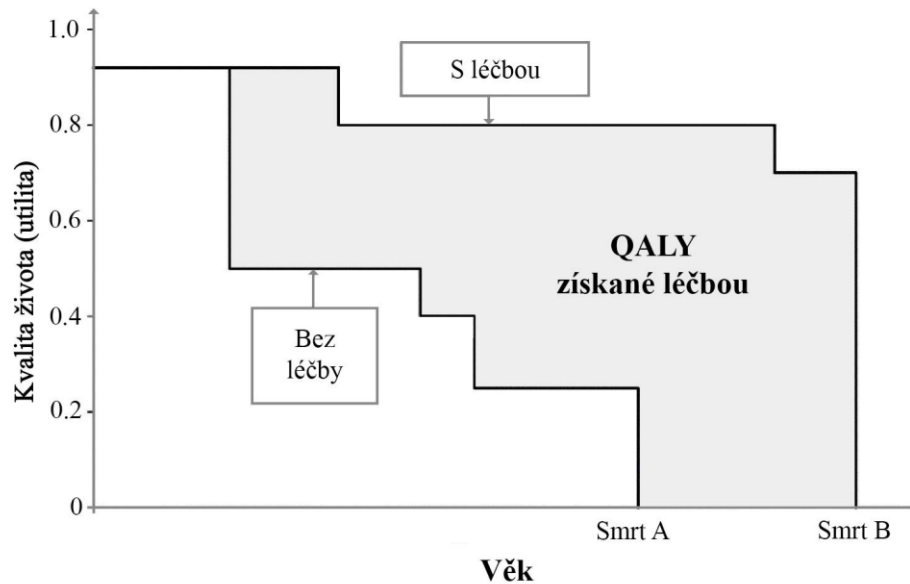 Kvalita života (utilita)
1.0
0.8
0.6
0.4
0.2
0
S léčbou
QALY
získané léčbou
Bez
léčby
Smrt A
Smrt B
Věk